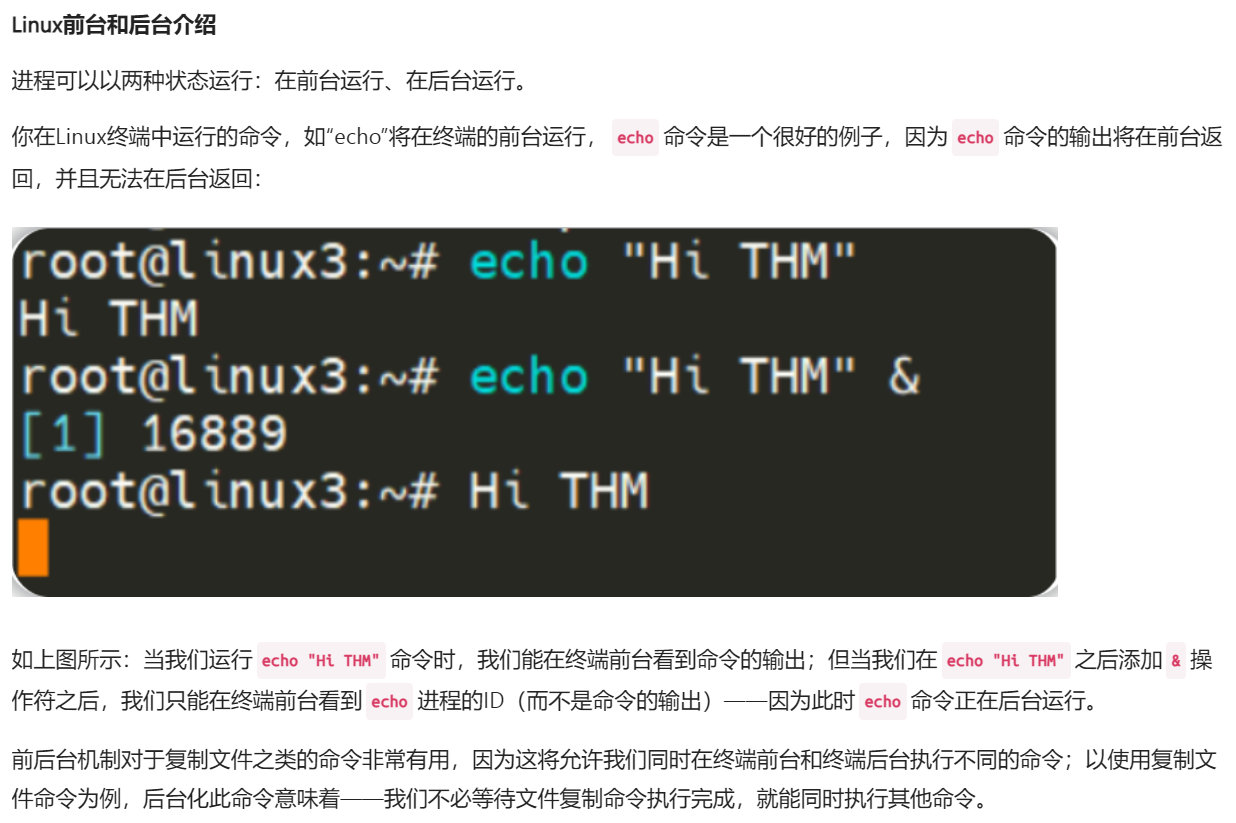 Linux前台和后台介绍
进程可以以两种状态运行：在前台运行、在后台运行。
你在Linux终端中运行的命令，如“echo”将在终端的前台运行， echo 命令是一个很好的例子，因为 echo 命令的输出将在前台返
回，并且无法在后台返回：
root@linux3:~# echo "Hi THM"
Hi THM
root@linux3:~# echo "Hi THM" &
[1] 16889
root@linux3:~# Hi THM
如上图所示：当我们运行 echo "Hi THM" 命令时，我们能在终端前台看到命令的输出；但当我们在 echo "Hi THM" 之后添加 & 操
作符之后，我们只能在终端前台看到 echo 进程的ID（而不是命令的输出）——因为此时 echo 命令正在后台运行。
前后台机制对于复制文件之类的命令非常有用，因为这将允许我们同时在终端前台和终端后台执行不同的命令；以使用复制文
件命令为例，后台化此命令意味着——我们不必等待文件复制命令执行完成，就能同时执行其他命令。